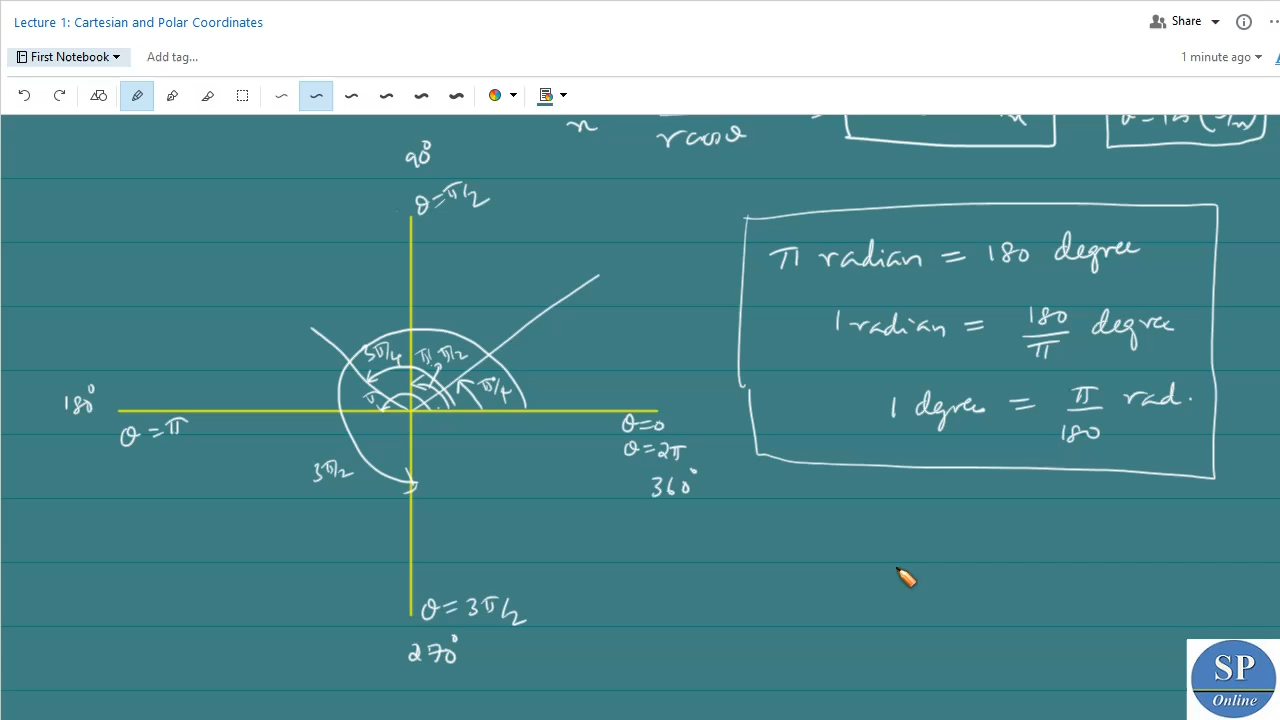 Lecture 1: Cartesian and Polar Coordinates
Share
First Notebook
Add tag...
1 minute ago
r cosθ
90°
θ = π/2
π radian = 180 degree
1 radian = 180/π degree
1 degree = π/180 rad.
3π/4
π/2
π/4
π
180°
θ = π
θ=0
θ = 2π
360°
3π/2
θ = 3π/2
270°
SP
Online